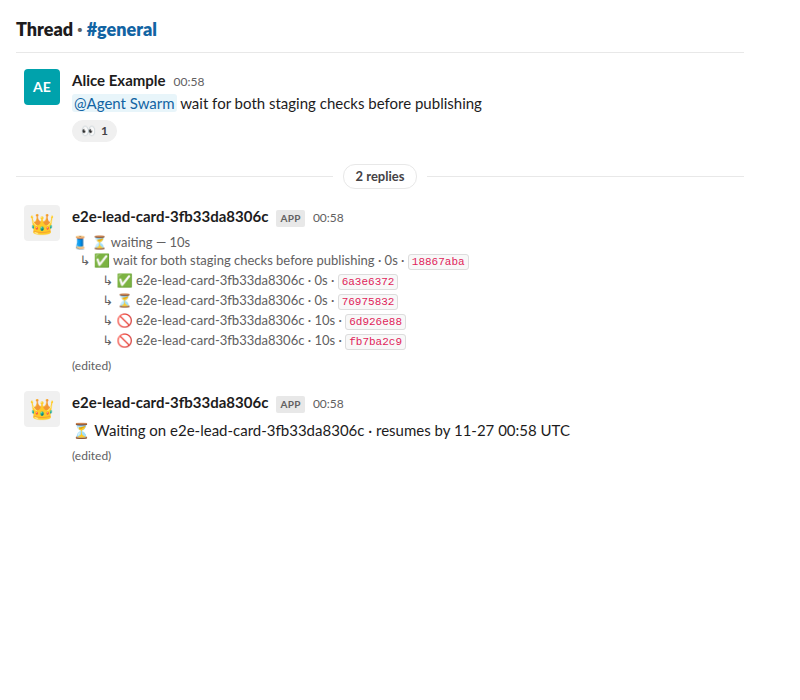 Thread • #general
AE
Alice Example 00:58
@Agent Swarm wait for both staging checks before publishing
👀 1
2 replies
e2e-lead-card-3fb33da8306c APP 00:58
🧵 ⏳ waiting — 10s
↳ ✅ wait for both staging checks before publishing · 0s · 18867aba
↳ ✅ e2e-lead-card-3fb33da8306c · 0s · 6a3e6372
↳ ⏳ e2e-lead-card-3fb33da8306c · 0s · 76975832
↳ 🚫 e2e-lead-card-3fb33da8306c · 10s · 6d926e88
↳ 🚫 e2e-lead-card-3fb33da8306c · 10s · fb7ba2c9
(edited)
e2e-lead-card-3fb33da8306c APP 00:58
⏳ Waiting on e2e-lead-card-3fb33da8306c · resumes by 11-27 00:58 UTC
(edited)